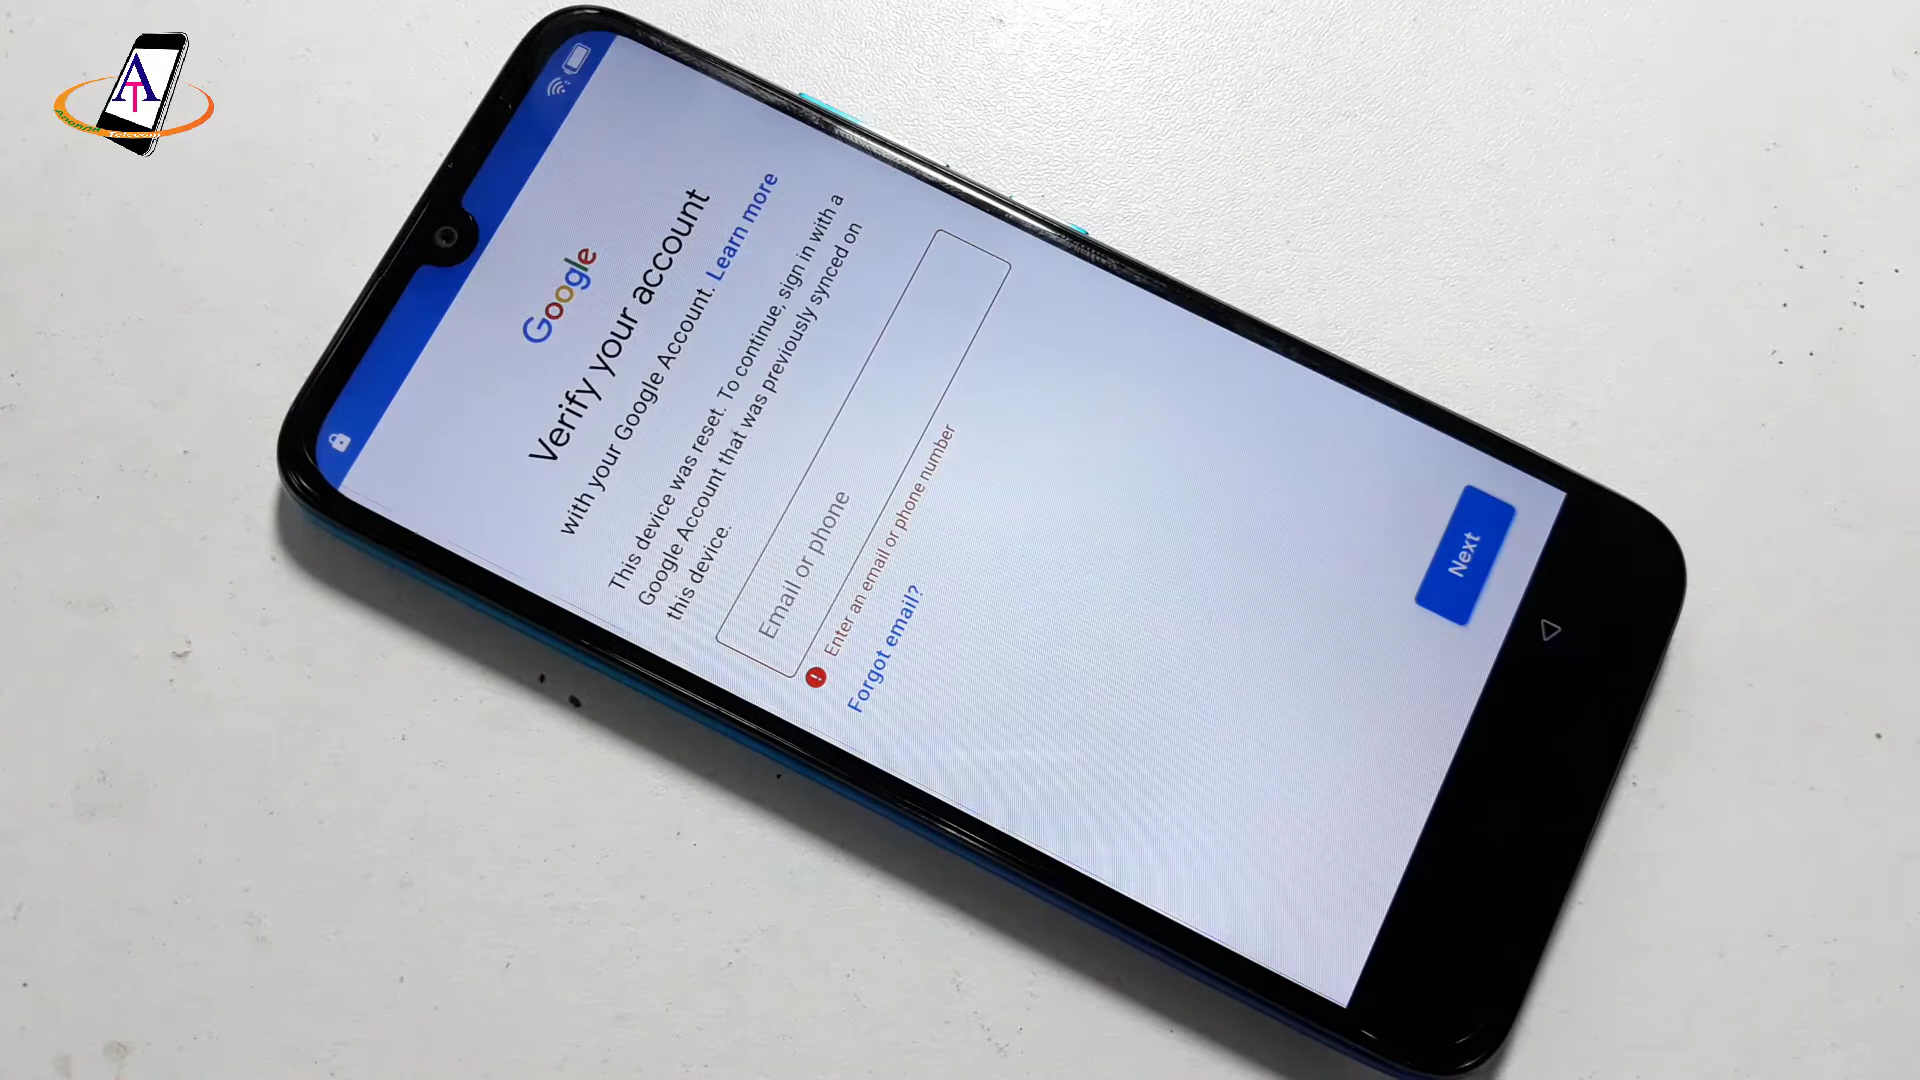 AT
Telecom
Google
Verify your account
with your Google Account. Learn more
This device was reset. To continue, sign in with a
Google Account that was previously synced on
this device.
Email or phone
Enter an email or phone number
Forgot email?
Next